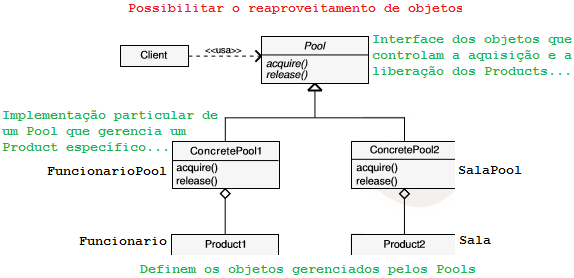 Possibilitar o reaproveitamento de objetos
Client
<<usa>>
Pool
acquire()
release()
Interface dos objetos que
controlam a aquisição e a
liberação dos Products...
Implementação particular de
um Pool que gerencia um
Product específico...
FuncionarioPool
ConcretePool1
acquire()
release()
ConcretePool2
acquire()
release()
SalaPool
Funcionario
Product1
Product2
Sala
Definem os objetos gerenciados pelos Pools